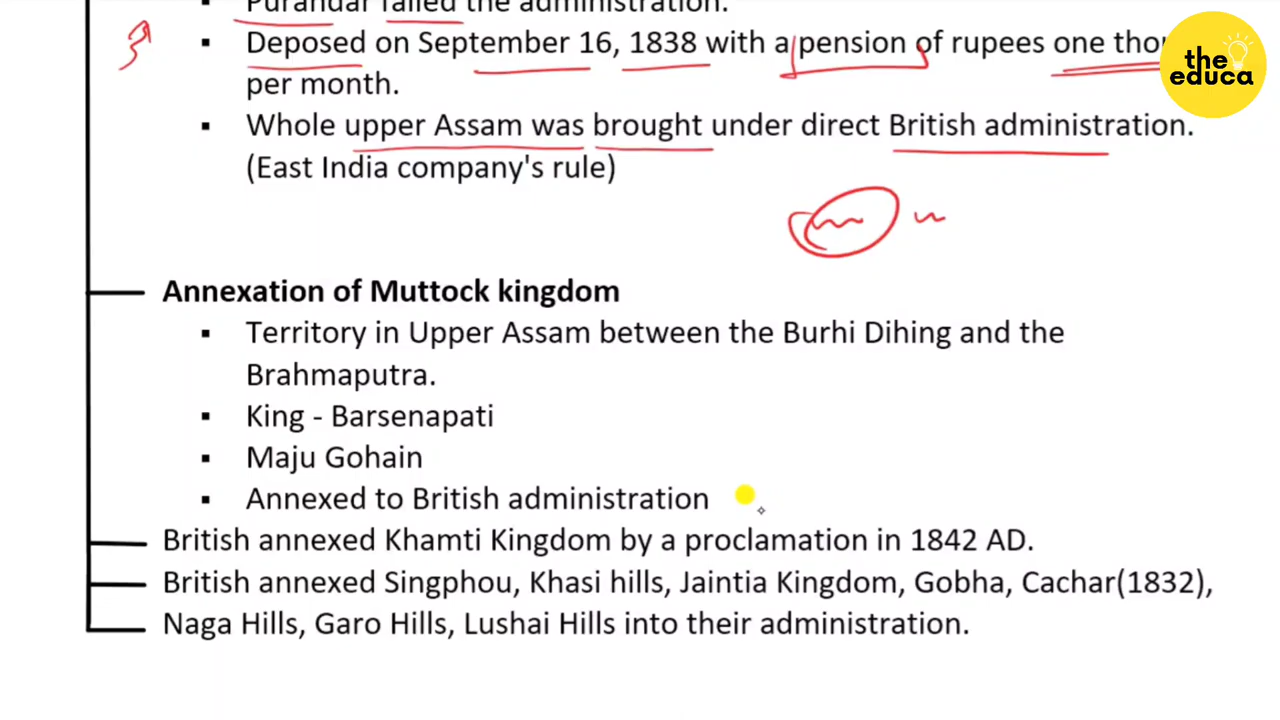 Purandar failed the administration.
▪ Deposed on September 16, 1838 with a pension of rupees one
per month.
▪ Whole upper Assam was brought under direct British administration.
(East India company's rule)
Annexation of Muttock kingdom
▪ Territory in Upper Assam between the Burhi Dihing and the
Brahmaputra.
▪ King - Barsenapati
▪ Maju Gohain
▪ Annexed to British administration
British annexed Khamti Kingdom by a proclamation in 1842 AD.
British annexed Singphou, Khasi hills, Jaintia Kingdom, Gobha, Cachar(1832),
Naga Hills, Garo Hills, Lushai Hills into their administration.
the
educa